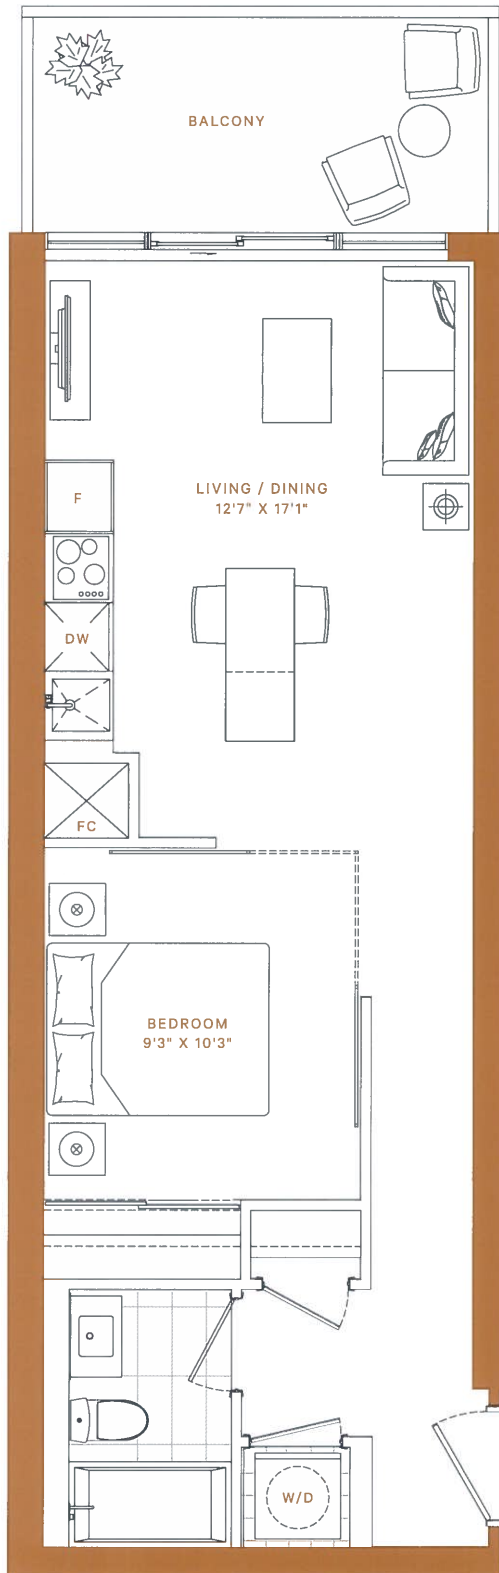 BALCONY
LIVING / DINING
12'7" X 17'1"
F
DW
FC
BEDROOM
9'3" X 10'3"
W/D